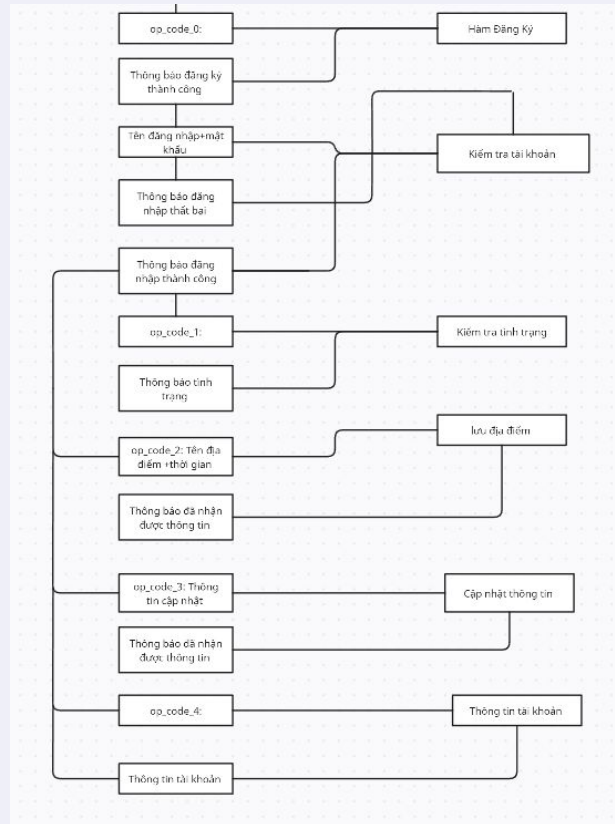 op_code_0:
Hàm Đăng Ký
Thông báo đăng ký
thành công
Tên đăng nhập+mật
khẩu
Kiểm tra tài khoản
Thông báo đăng
nhập thất bại
Thông báo đăng
nhập thành công
op_code_1:
Kiểm tra tình trạng
Thông báo tình
trạng
lưu địa điểm
op_code_2: Tên địa
điểm +thời gian
Thông báo đã nhận
được thông tin
op_code_3: Thông
tin cập nhật
Cập nhật thông tin
Thông báo đã nhận
được thông tin
op_code_4:
Thông tin tài khoản
Thông tin tài khoản